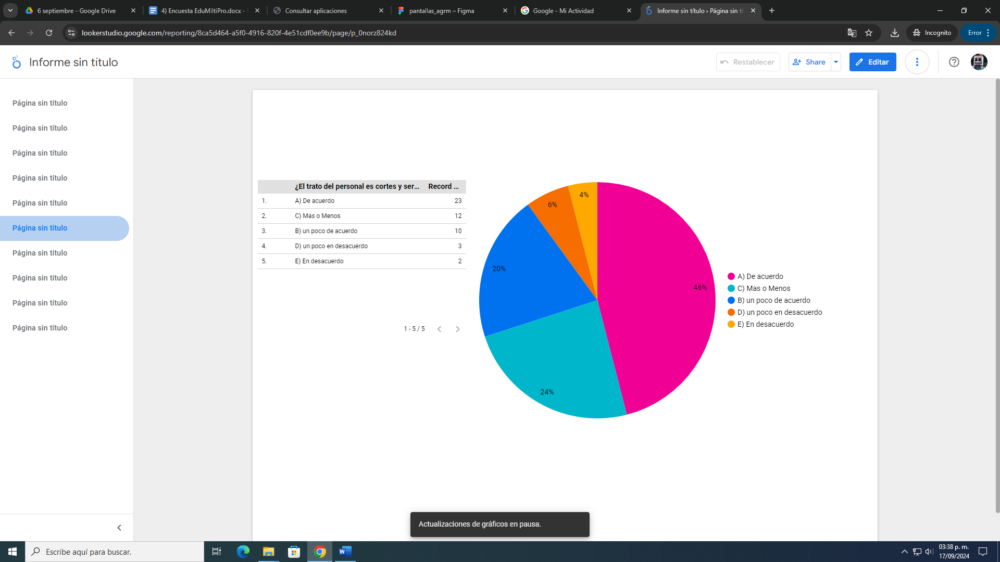 6 septiembre - Google Drive
4) Encuesta EduMiltiPro.docx -
Consultar aplicaciones
pantallas_agrm – Figma
Google - Mi Actividad
Informe sin título › Página sin tí
lookerstudio.google.com/reporting/8ca5d464-a5f0-4916-820f-4e51cdf0ee9b/page/p_0norz824kd
Incognito
Error
Informe sin título
Restablecer
Share
Editar
Página sin título
Página sin título
Página sin título
Página sin título
Página sin título
Página sin título
Página sin título
Página sin título
Página sin título
Página sin título
¿El trato del personal es cortes y ser... Record ...
1. A) De acuerdo 23
2. C) Mas o Menos 12
3. B) un poco de acuerdo 10
4. D) un poco en desacuerdo 3
5. E) En desacuerdo 2
1 - 5 / 5
4%
6%
20%
46%
24%
A) De acuerdo
C) Mas o Menos
B) un poco de acuerdo
D) un poco en desacuerdo
E) En desacuerdo
Actualizaciones de gráficos en pausa.
Escribe aquí para buscar.
03:38 p. m.
17/09/2024